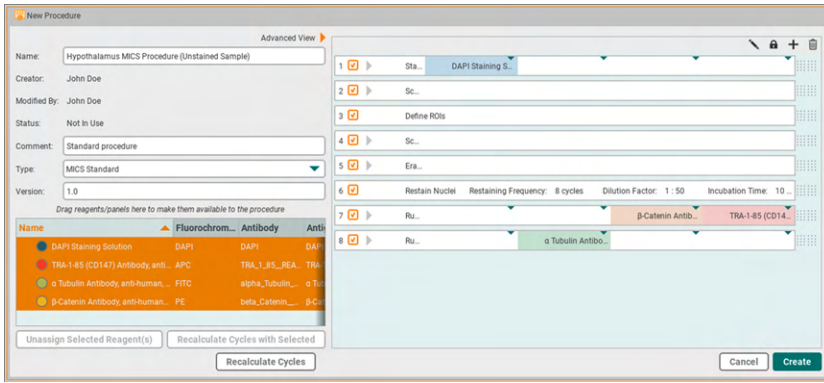 New Procedure
Advanced View
Name: Hypothalamus MICS Procedure (Unstained Sample)
Creator: John Doe
Modified By: John Doe
Status: Not In Use
Comment: Standard procedure
Type: MICS Standard
Version: 1.0
Drag reagents/panels here to make them available to the procedure
Name Fluorochrom... Antibody Anti
DAPI Staining Solution DAPI DAPI DAPI
TRA-1-85 (CD147) Antibody, anti... APC TRA_1_85_REA... TRA-
α Tubulin Antibody, anti-human,... FITC alpha_Tubulin_... α Tub
β-Catenin Antibody, anti-human... PE beta_Catenin_... β-Cat
Unassign Selected Reagent(s) Recalculate Cycles with Selected
Recalculate Cycles
1 Sta... DAPI Staining S...
2 Sc...
3 Define ROIs
4 Sc...
5 Era...
6 Restain Nuclei Restaining Frequency: 8 cycles Dilution Factor: 1 : 50 Incubation Time: 10 ...
7 Ru... β-Catenin Antib... TRA-1-85 (CD14...
8 Ru... α Tubulin Antibo...
Cancel Create